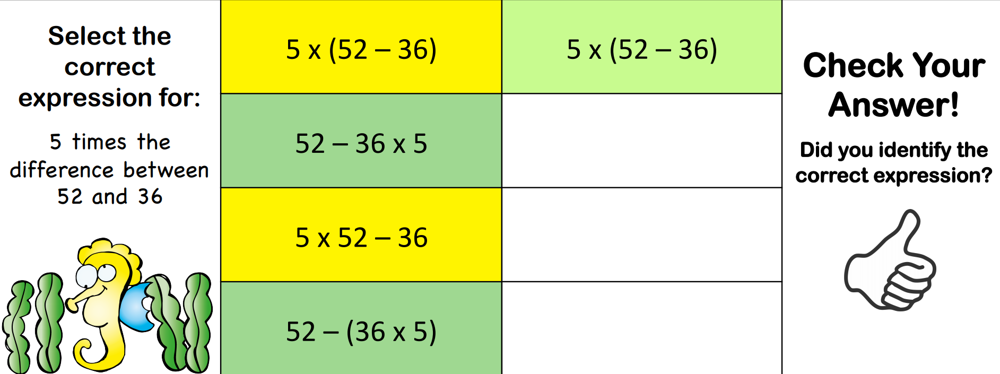 Select the
correct
expression for:
5 times the
difference between
52 and 36
5 x (52 – 36)
5 x (52 – 36)
52 – 36 x 5
5 x 52 – 36
52 – (36 x 5)
Check Your
Answer!
Did you identify the
correct expression?